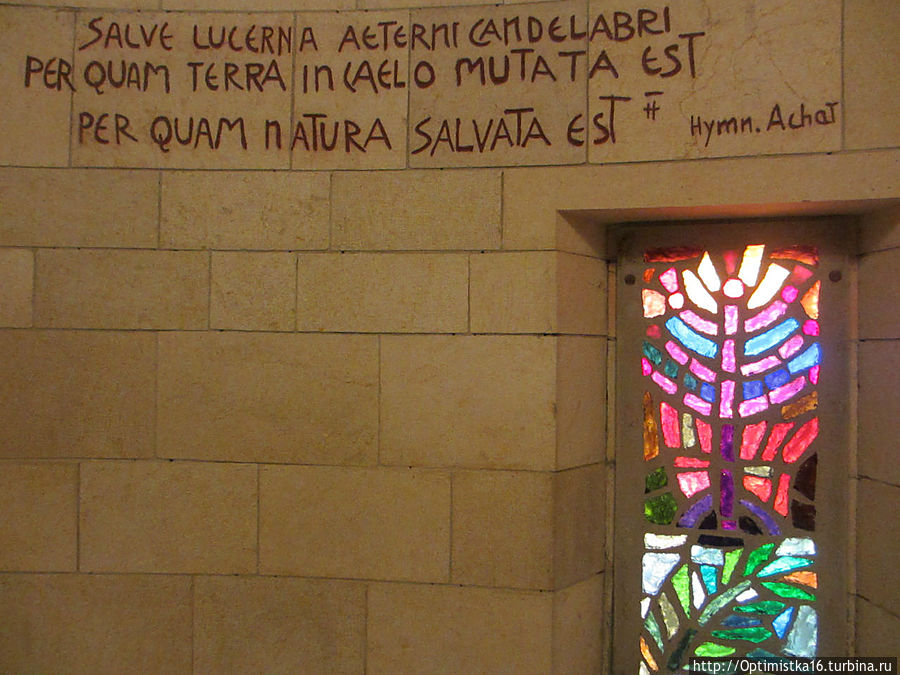 SALVE LUCERNA AETERNI CANDELABRI
PER QUAM TERRA IN CAELO MUTATA EST
PER QUAM NATURA SALVATA EST
Hymn. Achat
Photo © Optimistka16.turbina.ru